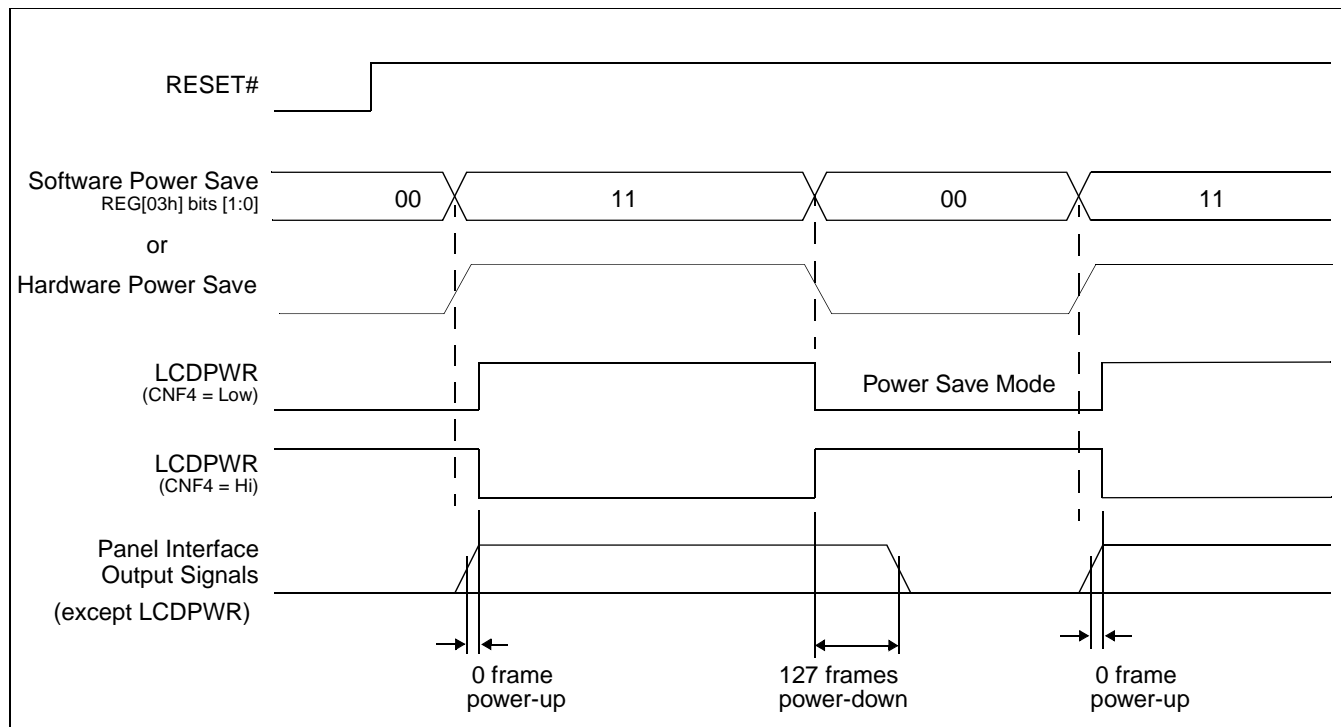 RESET#
Software Power Save
REG[03h] bits [1:0]
00
11
00
11
or
Hardware Power Save
LCDPWR
(CNF4 = Low)
Power Save Mode
LCDPWR
(CNF4 = Hi)
Panel Interface
Output Signals
(except LCDPWR)
0 frame
power-up
127 frames
power-down
0 frame
power-up